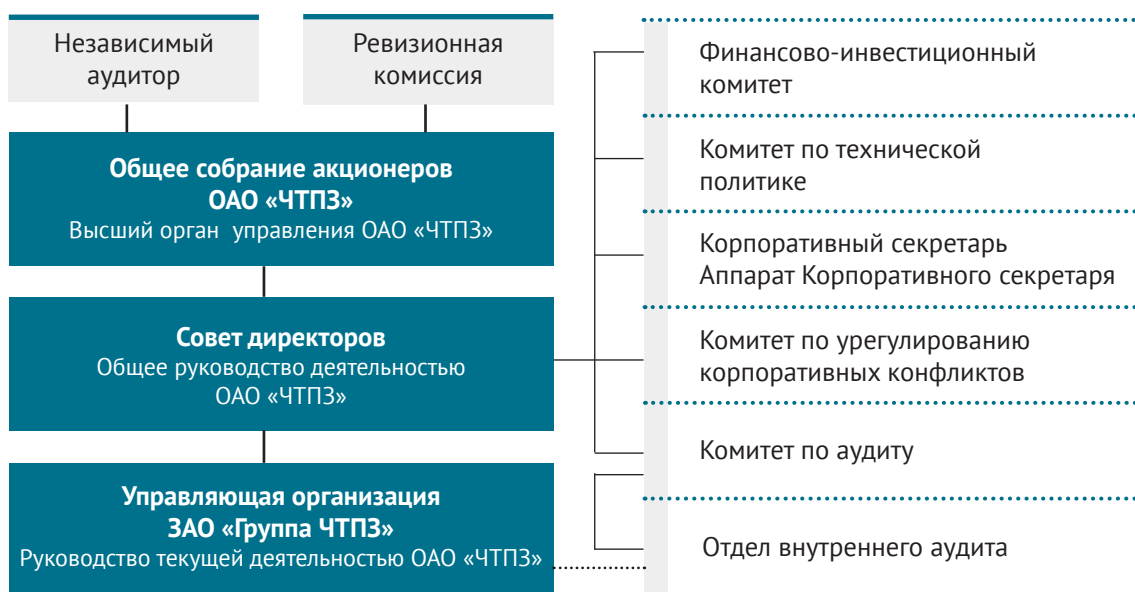 Независимый
аудитор
Ревизионная
комиссия
Общее собрание акционеров
ОАО «ЧТПЗ»
Высший орган управления ОАО «ЧТПЗ»
Совет директоров
Общее руководство деятельностью
ОАО «ЧТПЗ»
Управляющая организация
ЗАО «Группа ЧТПЗ»
Руководство текущей деятельностью ОАО «ЧТПЗ»
Финансово-инвестиционный
комитет
Комитет по технической
политике
Корпоративный секретарь
Аппарат Корпоративного секретаря
Комитет по урегулированию
корпоративных конфликтов
Комитет по аудиту
Отдел внутреннего аудита